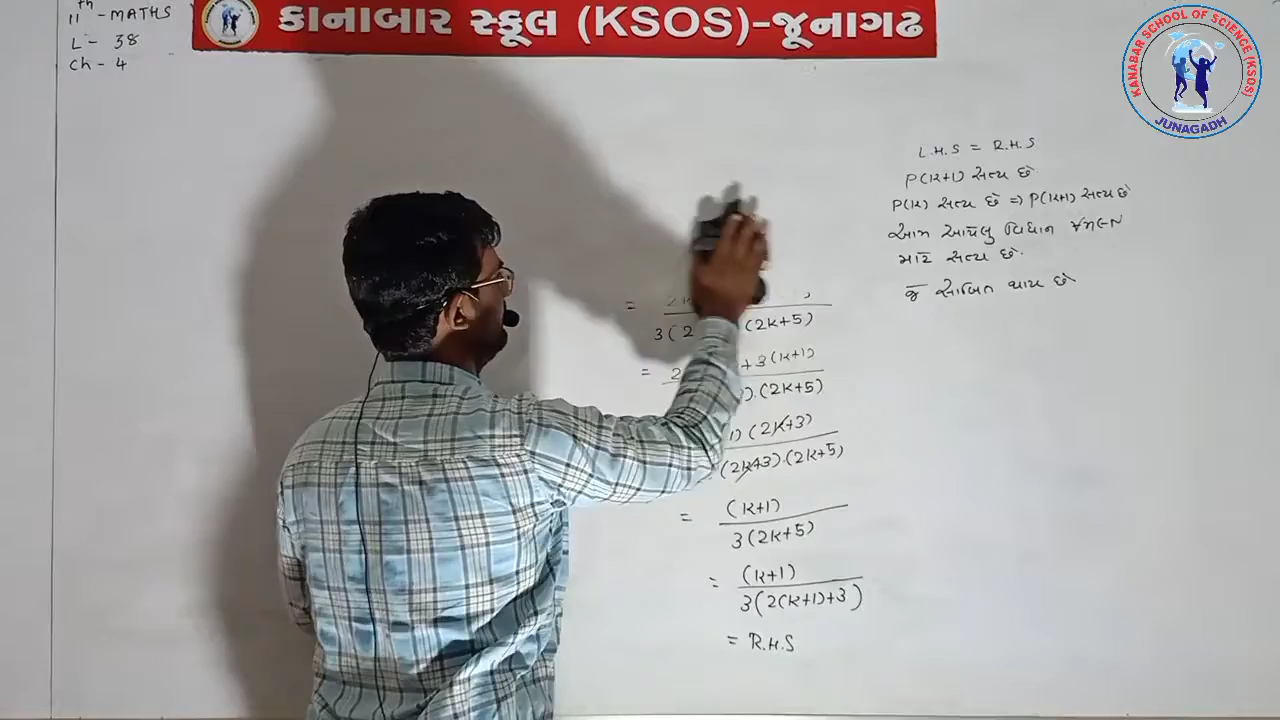 11th - MATHS
L - 38
Ch - 4
કાનાબાર સ્કૂલ (KSOS)-જૂનાગઢ
KANABAR SCHOOL OF SCIENCE (KSOS)
JUNAGADH
L.H.S = R.H.S
P(k+1) સત્ય છે.
P(k) સત્ય છે => P(k+1) સત્ય છે
આમ આપેલુ વિધાન ∀n∈N
માટે સત્ય છે.
જ સાબિત થાય છે
=
3(2 (2k+5)
= 2 +3(k+1)
).(2k+5)
1)(2k+3)
(2k+3).(2k+5)
= (k+1)
3(2k+5)
= (k+1)
3(2(k+1)+3)
= R.H.S